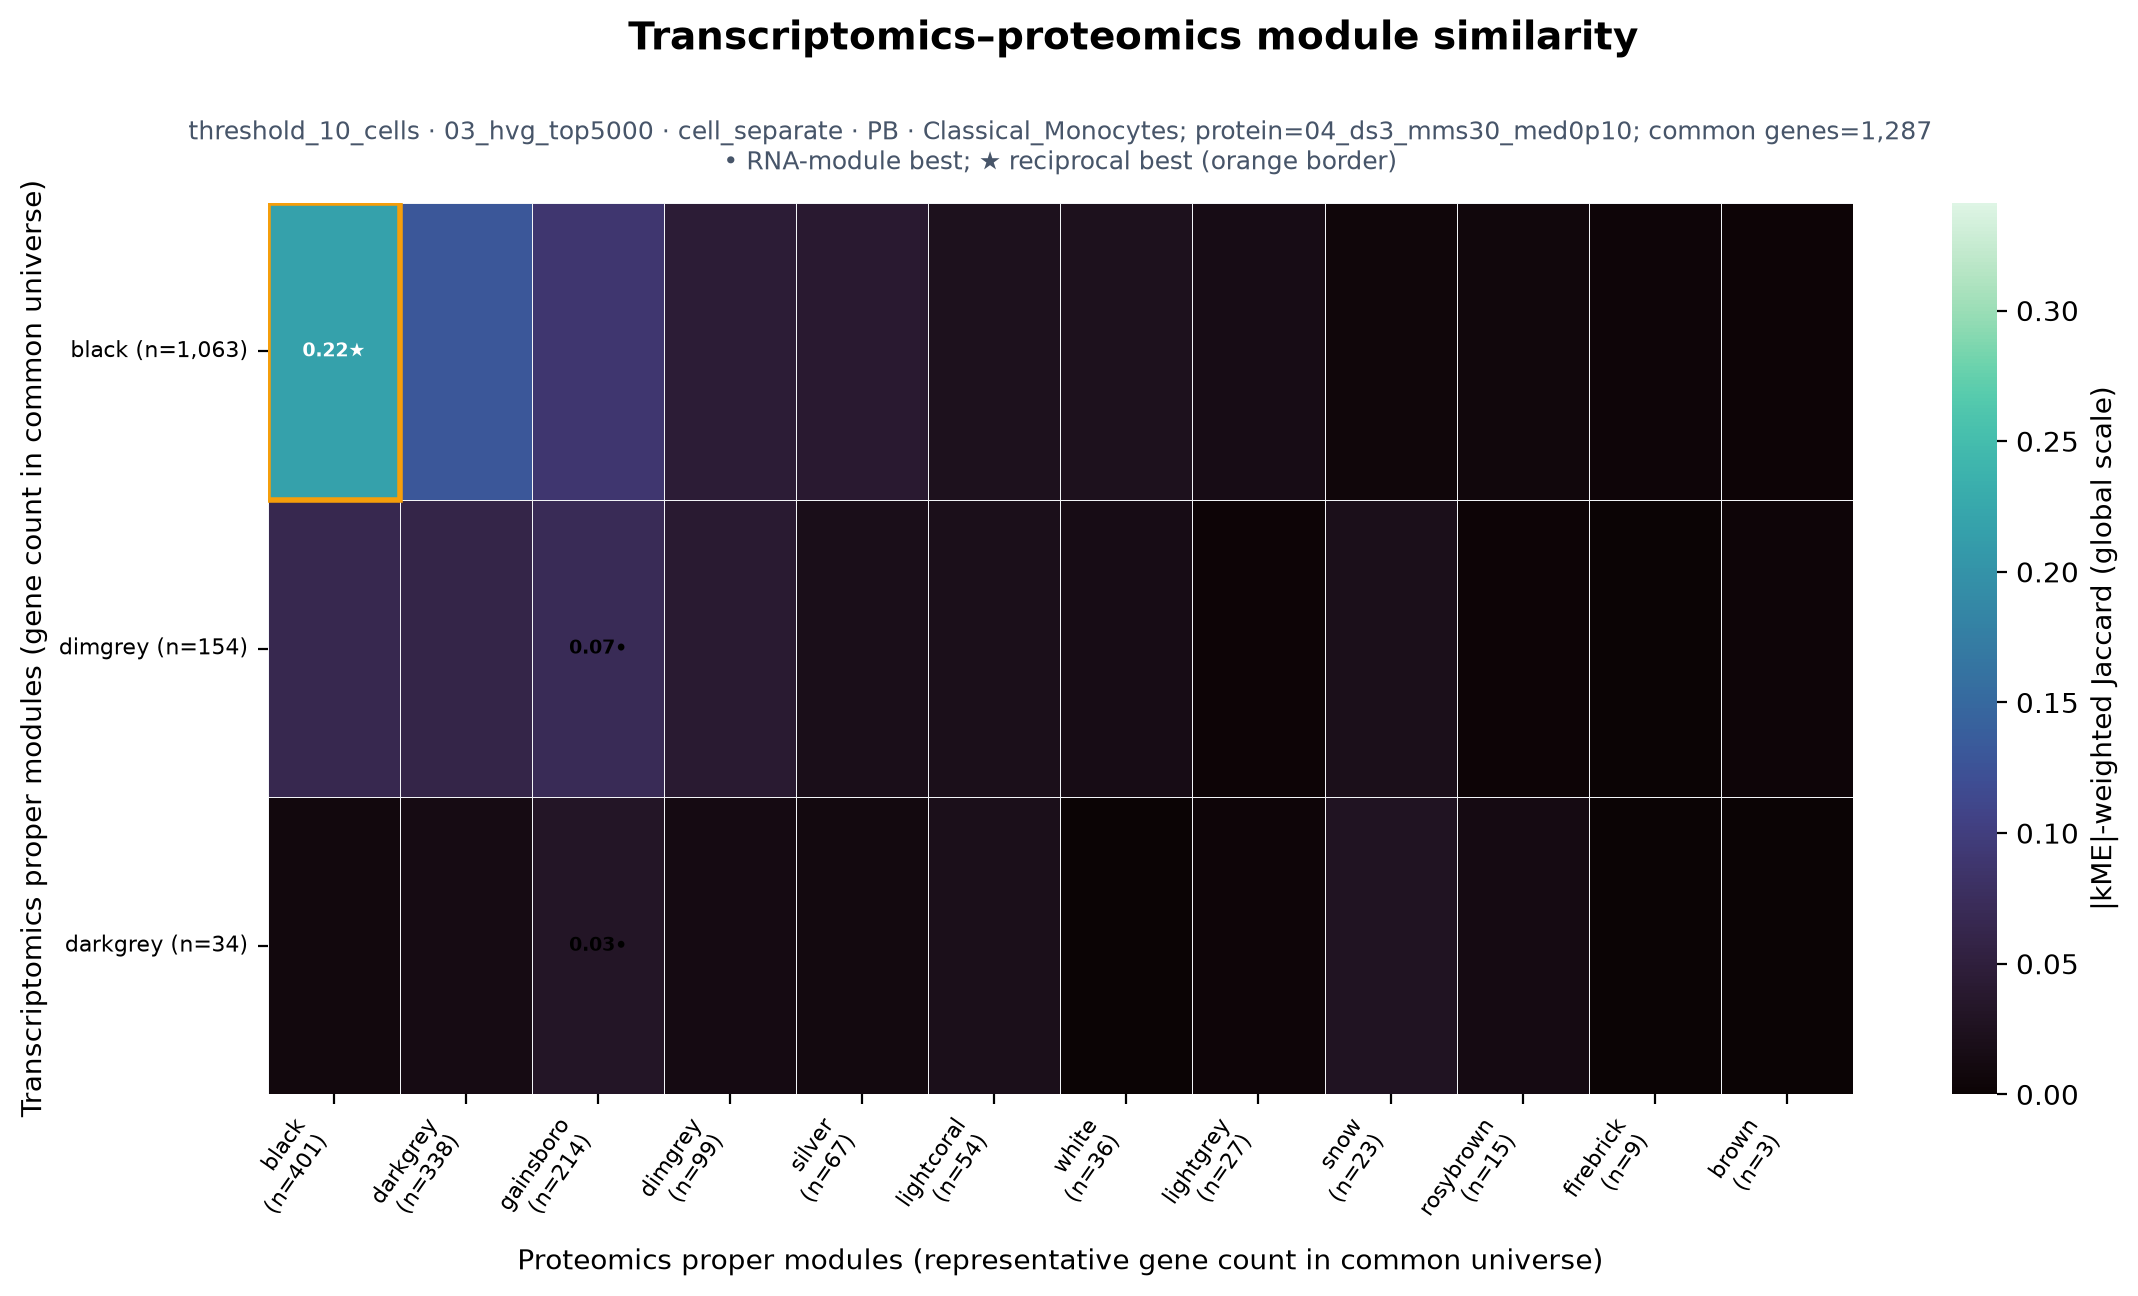 Transcriptomics–proteomics module similarity
threshold_10_cells · 03_hvg_top5000 · cell_separate · PB · Classical_Monocytes; protein=04_ds3_mms30_med0p10; common genes=1,287
• RNA-module best; ★ reciprocal best (orange border)
Transcriptomics proper modules (gene count in common universe)
black (n=1,063)
dimgrey (n=154)
darkgrey (n=34)
0.22★
0.07•
0.03•
black
(n=401)
darkgrey
(n=338)
gainsboro
(n=214)
dimgrey
(n=99)
silver
(n=67)
lightcoral
(n=54)
white
(n=36)
lightgrey
(n=27)
snow
(n=23)
rosybrown
(n=15)
firebrick
(n=9)
brown
(n=3)
Proteomics proper modules (representative gene count in common universe)
0.30
0.25
0.20
0.15
0.10
0.05
0.00
|kME|-weighted Jaccard (global scale)